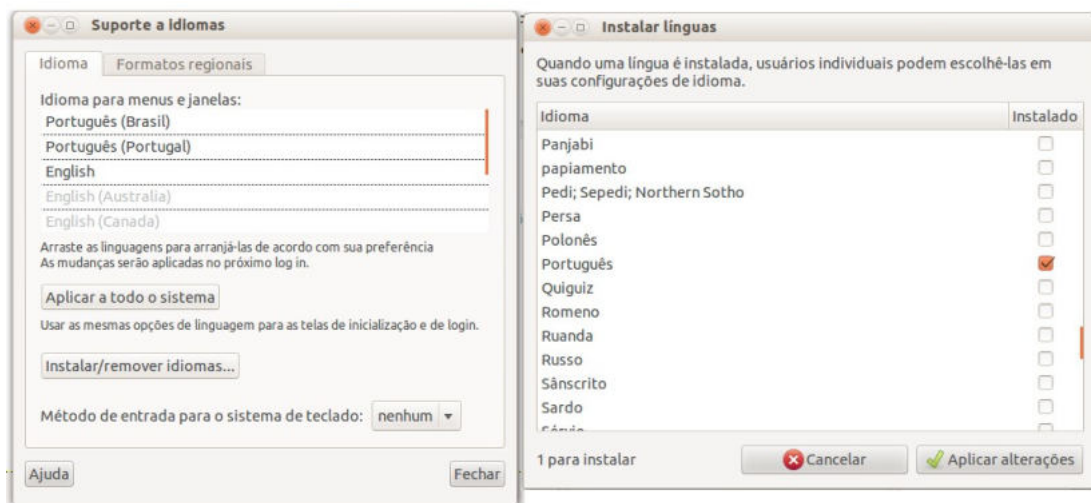 Suporte a idiomas
Idioma
Formatos regionais
Idioma para menus e janelas:
Português (Brasil)
Português (Portugal)
English
English (Australia)
English (Canada)
Arraste as linguagens para arranjá-las de acordo com sua preferência
As mudanças serão aplicadas no próximo log in.
Aplicar a todo o sistema
Usar as mesmas opções de linguagem para as telas de inicialização e de login.
Instalar/remover idiomas...
Método de entrada para o sistema de teclado: nenhum
Ajuda
Fechar
Instalar línguas
Quando uma língua é instalada, usuários individuais podem escolhê-las em
suas configurações de idioma.
Idioma Instalado
Panjabi
papiamento
Pedi; Sepedi; Northern Sotho
Persa
Polonês
Português
Quiguiz
Romeno
Ruanda
Russo
Sânscrito
Sardo
1 para instalar
Cancelar
Aplicar alterações